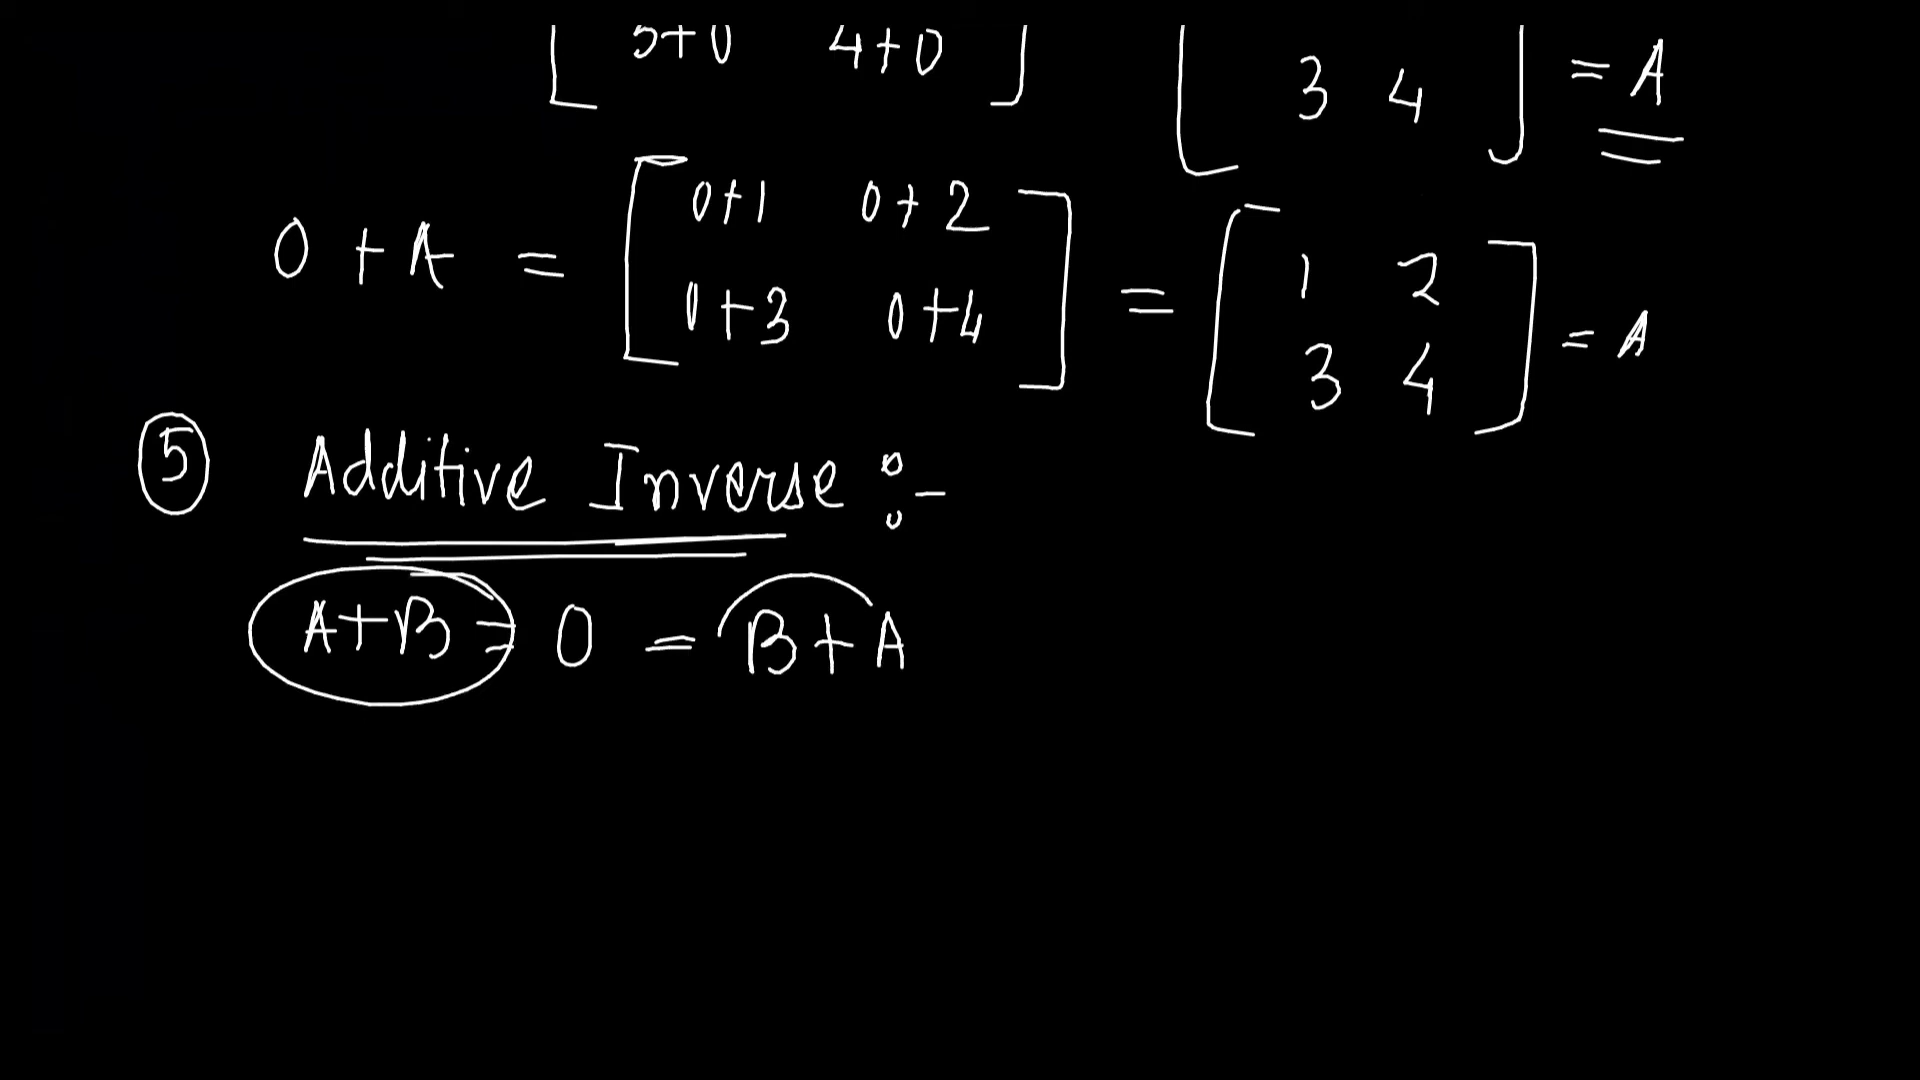 [ 3+0 4+0 ] [ 3 4 ] = A
0 + A = [ 0+1 0+2 ] = [ 1 2 ] = A
[ 0+3 0+4 ] [ 3 4 ]
5 Additive Inverse :-
A+B = 0 = B+A